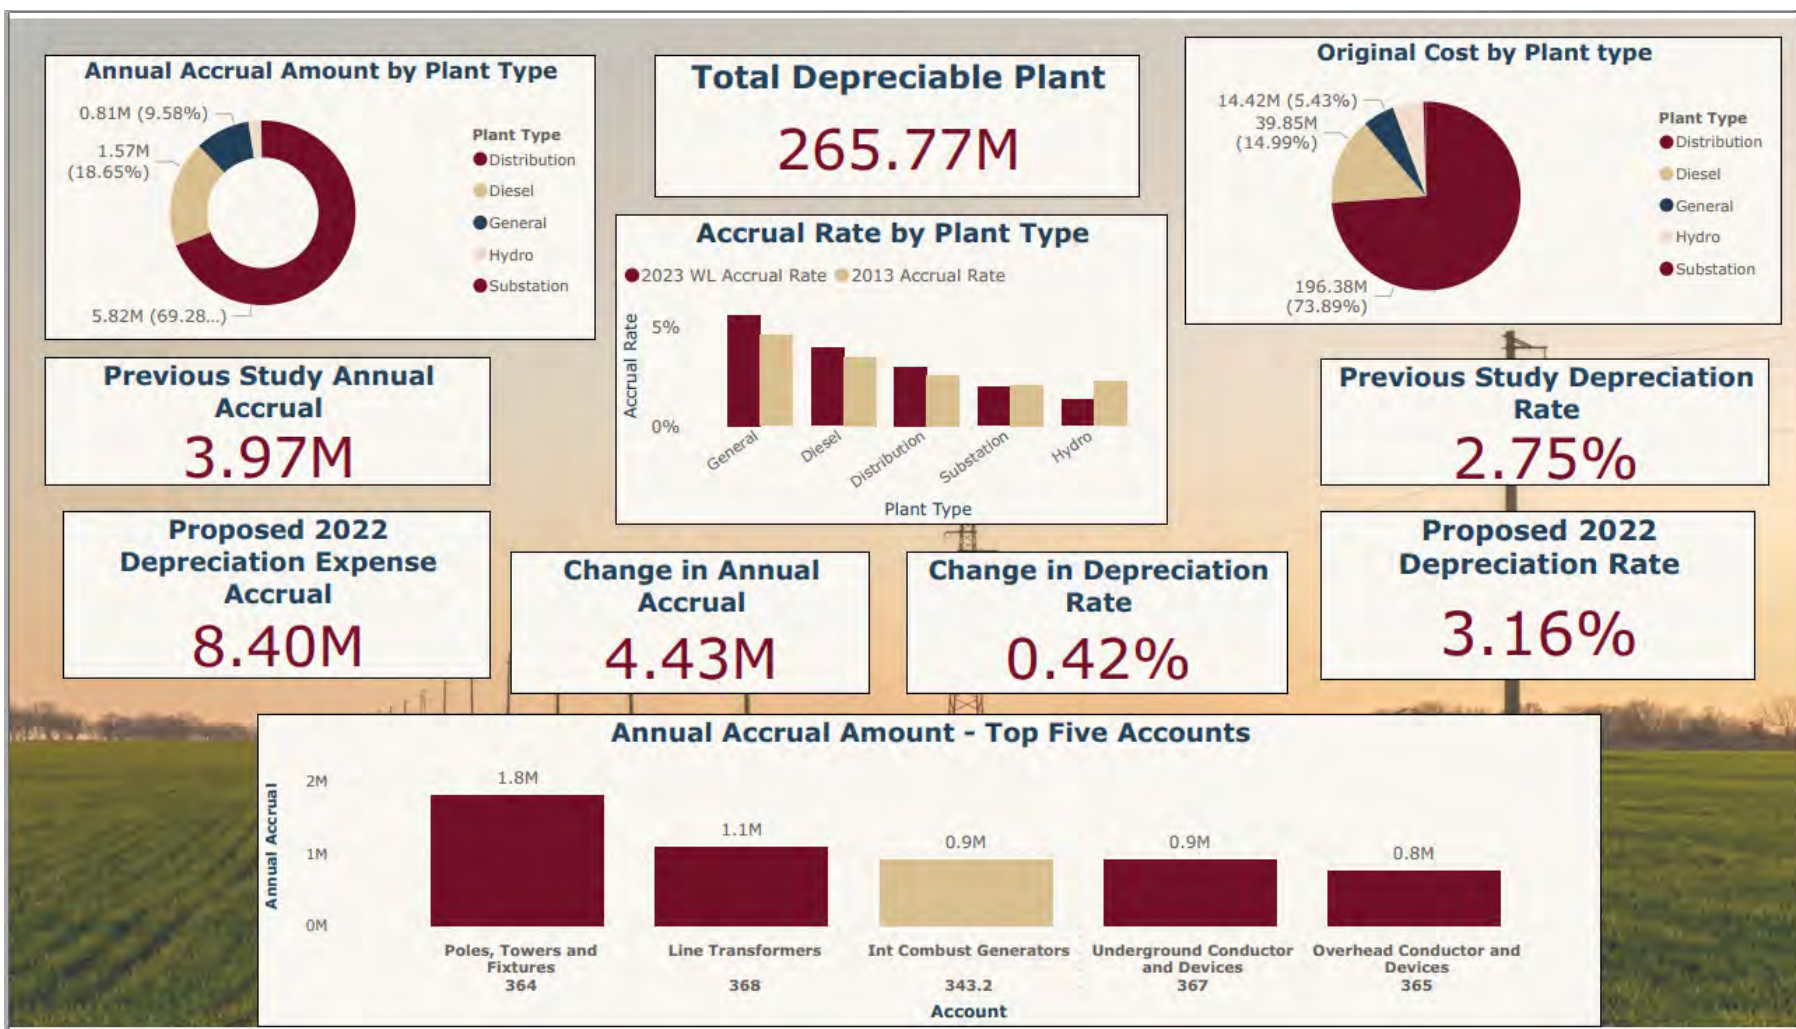 Annual Accrual Amount by Plant Type
0.81M (9.58%)
1.57M
(18.65%)
5.82M (69.28...)
Plant Type
Distribution
Diesel
General
Hydro
Substation
Total Depreciable Plant
265.77M
Original Cost by Plant type
14.42M (5.43%)
39.85M
(14.99%)
196.38M
(73.89%)
Plant Type
Distribution
Diesel
General
Hydro
Substation
Accrual Rate by Plant Type
2023 WL Accrual Rate
2013 Accrual Rate
Accrual Rate
5%
0%
General
Diesel
Distribution
Substation
Hydro
Plant Type
Previous Study Annual
Accrual
3.97M
Previous Study Depreciation
Rate
2.75%
Proposed 2022
Depreciation Expense
Accrual
8.40M
Change in Annual
Accrual
4.43M
Change in Depreciation
Rate
0.42%
Proposed 2022
Depreciation Rate
3.16%
Annual Accrual Amount - Top Five Accounts
Annual Accrual
2M
1M
0M
1.8M
1.1M
0.9M
0.9M
0.8M
Poles, Towers and
Fixtures
364
Line Transformers
368
Int Combust Generators
343.2
Underground Conductor
and Devices
367
Overhead Conductor and
Devices
365
Account